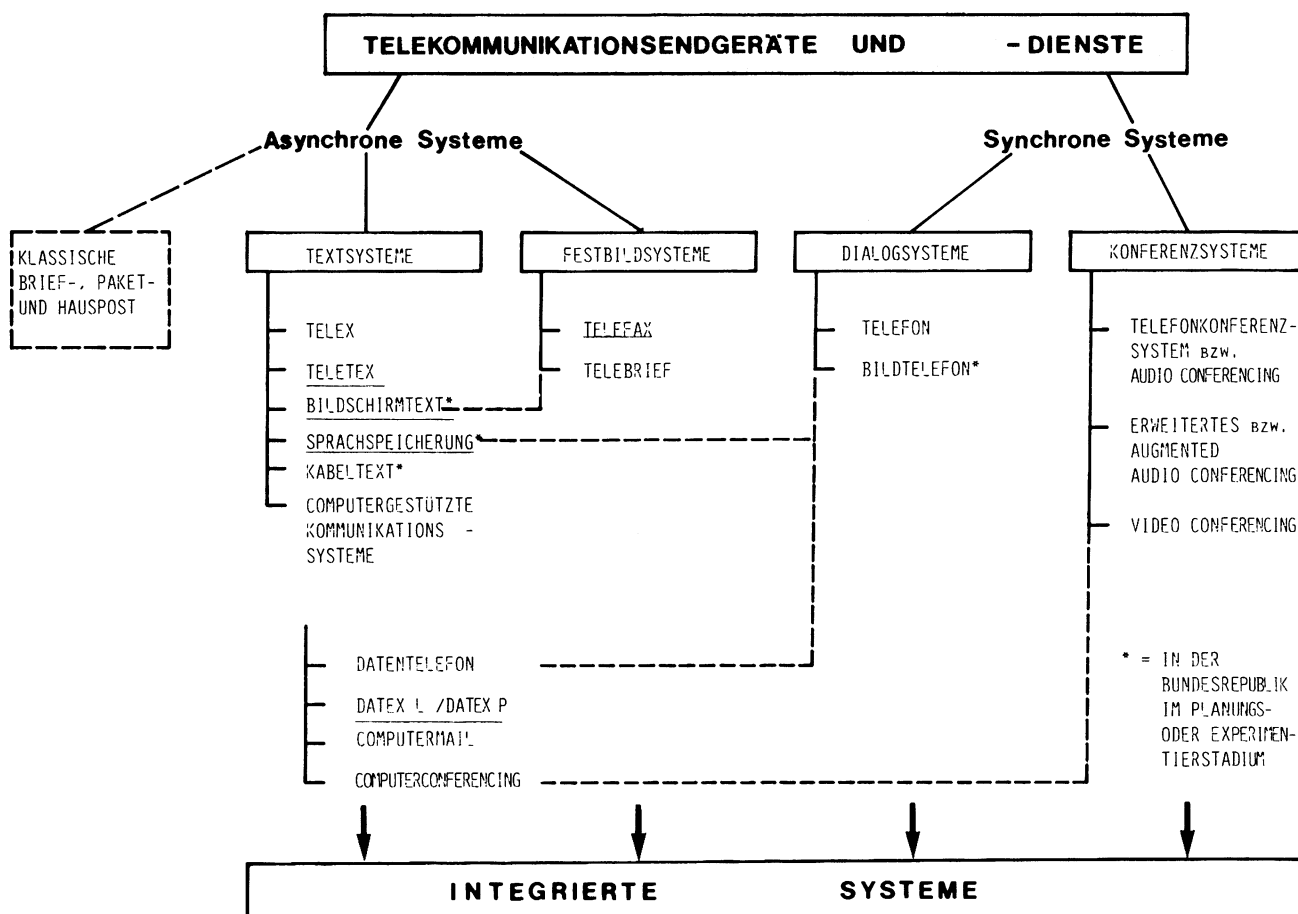 TELEKOMMUNIKATIONSENDGERÄTE UND -DIENSTE
Asynchrone Systeme
Synchrone Systeme
KLASSISCHE
BRIEF-, PAKET-
UND HAUSPOST
TEXTSYSTEME
TELEX
TELETEX
BILDSCHIRMTEXT*
SPRACHSPEICHERUNG*
KABELTEXT*
COMPUTERGESTÜTZTE
KOMMUNIKATIONS -
SYSTEME
DATENTELEFON
DATEX L /DATEX P
COMPUTERMAIL
COMPUTERCONFERENCING
FESTBILDSYSTEME
TELEFAX
TELEBRIEF
DIALOGSYSTEME
TELEFON
BILDTELEFON*
KONFERENZSYSTEME
TELEFONKONFERENZ-
SYSTEM BZW.
AUDIO CONFERENCING
ERWEITERTES BZW.
AUGMENTED
AUDIO CONFERENCING
VIDEO CONFERENCING
* = IN DER
BUNDESREPUBLIK
IM PLANUNGS-
ODER EXPERIMEN-
TIERSTADIUM
INTEGRIERTE SYSTEME